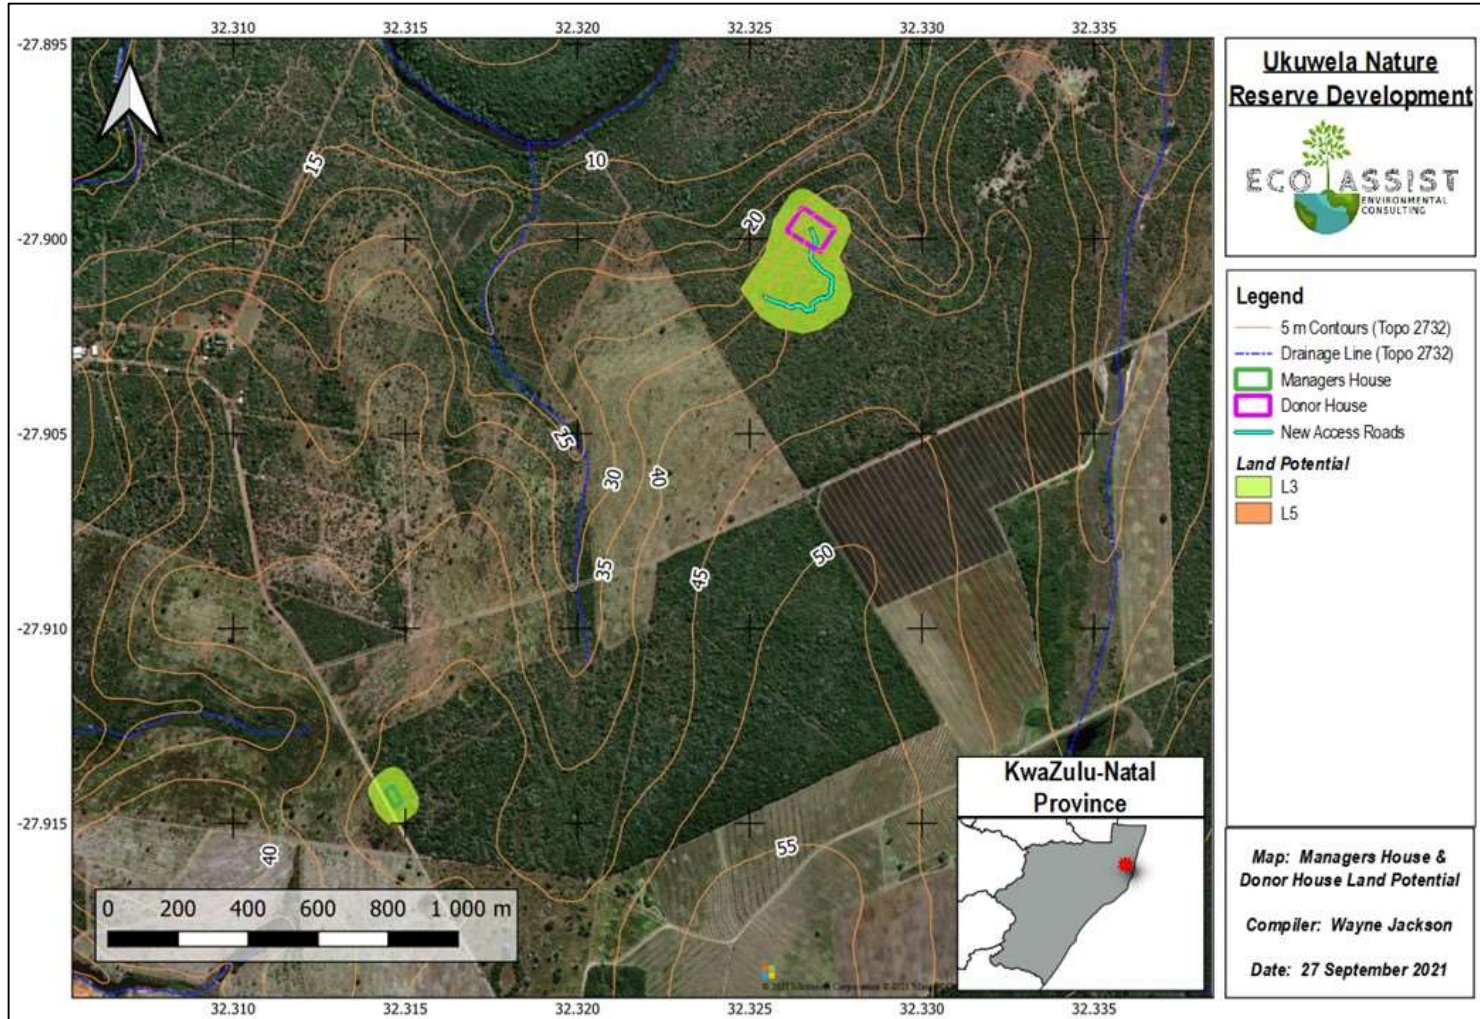 32.310 32.315 32.320 32.325 32.330 32.335
-27.895
-27.900
-27.905
-27.910
-27.915
15
10
20
25
30
40
35
45
50
55
40
0 200 400 600 800 1 000 m
32.310 32.315 32.320 32.325 32.330 32.335
Ukuwela Nature
Reserve Development
ECO ASSIST
ENVIRONMENTAL
CONSULTING
Legend
5 m Contours (Topo 2732)
Drainage Line (Topo 2732)
Managers House
Donor House
New Access Roads
Land Potential
L3
L5
KwaZulu-Natal
Province
Map: Managers House &
Donor House Land Potential
Compiler: Wayne Jackson
Date: 27 September 2021